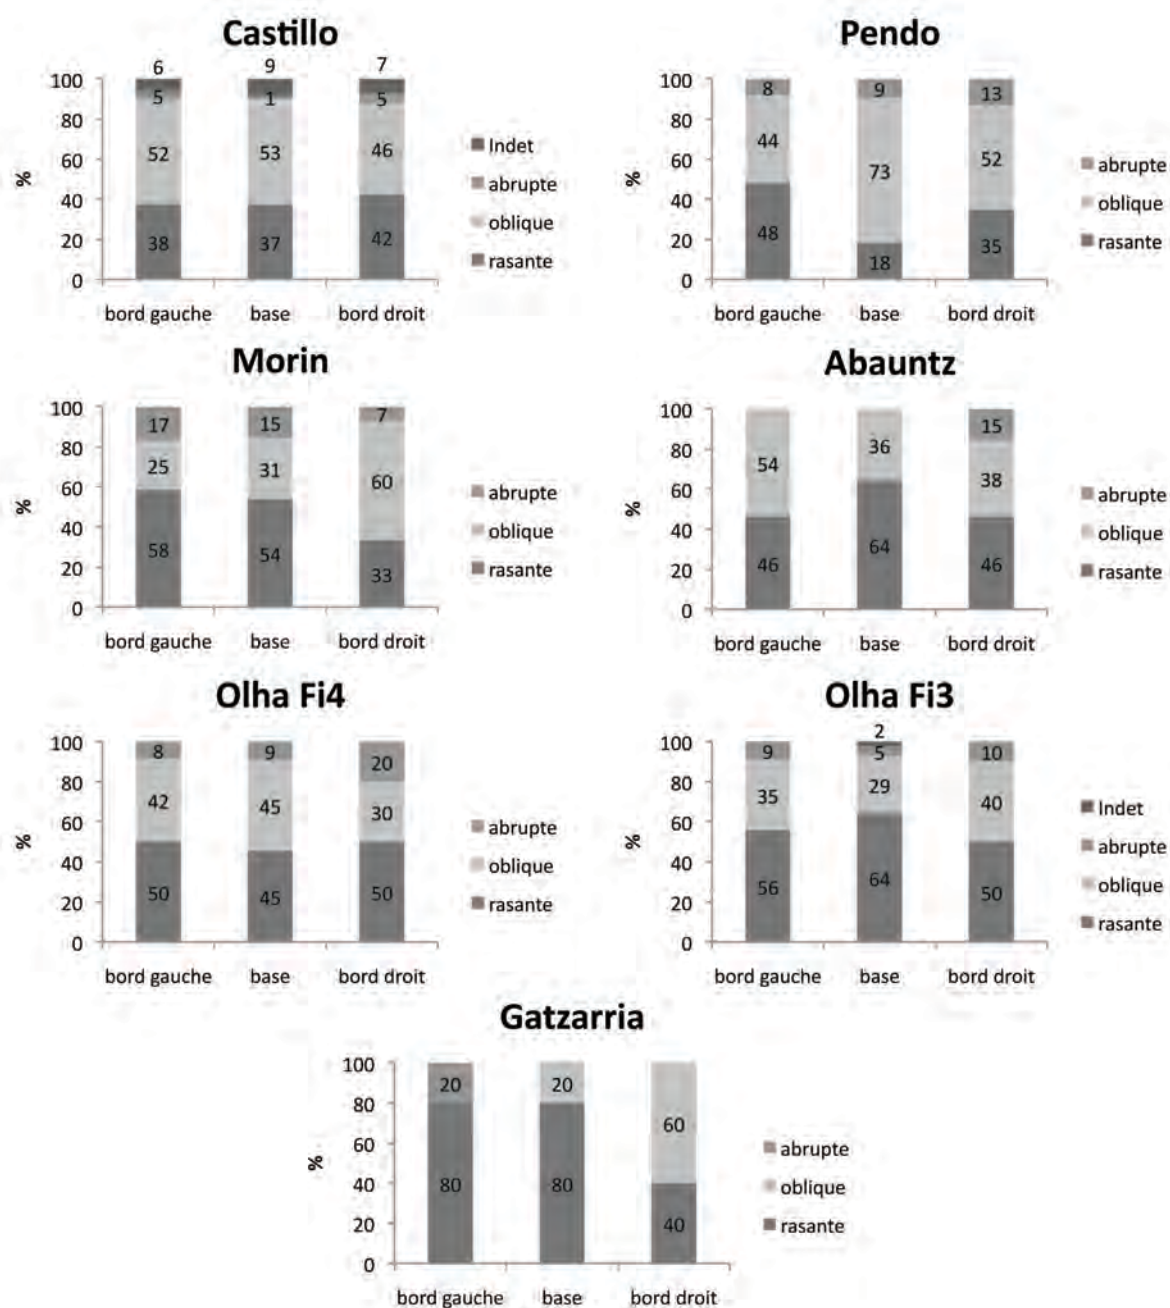 Castillo
6 9 7
100
80
60
40
20
0
%
5 1 5
52 53 46
38 37 42
bord gauche base bord droit
Indet
abrupte
oblique
rasante
Pendo
100
80
60
40
20
0
%
8 9 13
44 73 52
48 18 35
bord gauche base bord droit
abrupte
oblique
rasante
Morin
100
80
60
40
20
0
%
17 15 7
25 31 60
58 54 33
bord gauche base bord droit
abrupte
oblique
rasante
Abauntz
100
80
60
40
20
0
%
15
54 36 38
46 64 46
bord gauche base bord droit
abrupte
oblique
rasante
Olha Fi4
100
80
60
40
20
0
%
8 9 20
42 45 30
50 45 50
bord gauche base bord droit
abrupte
oblique
rasante
Olha Fi3
2
100
80
60
40
20
0
%
9 5 10
35 29 40
56 64 50
bord gauche base bord droit
Indet
abrupte
oblique
rasante
Gatzarria
100
80
60
40
20
0
%
20 20 60
80 80 40
bord gauche base bord droit
abrupte
oblique
rasante